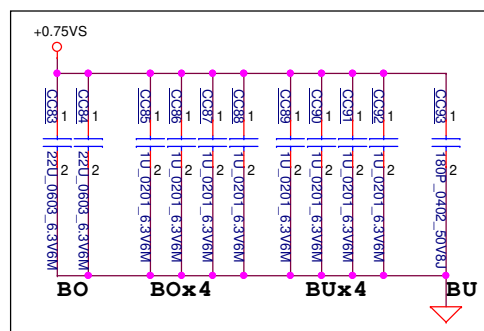 +0.75VS
CC83
1
2
22U_0603_6.3V6M
CC84
1
2
22U_0603_6.3V6M
CC85
1
2
1U_0201_6.3V6M
CC86
1
2
1U_0201_6.3V6M
CC87
1
2
1U_0201_6.3V6M
CC88
1
2
1U_0201_6.3V6M
CC89
1
2
1U_0201_6.3V6M
CC90
1
2
1U_0201_6.3V6M
CC91
1
2
1U_0201_6.3V6M
CC92
1
2
1U_0201_6.3V6M
CC93
1
2
180P_0402_50V8J
BO
BOx4
BUx4
BU